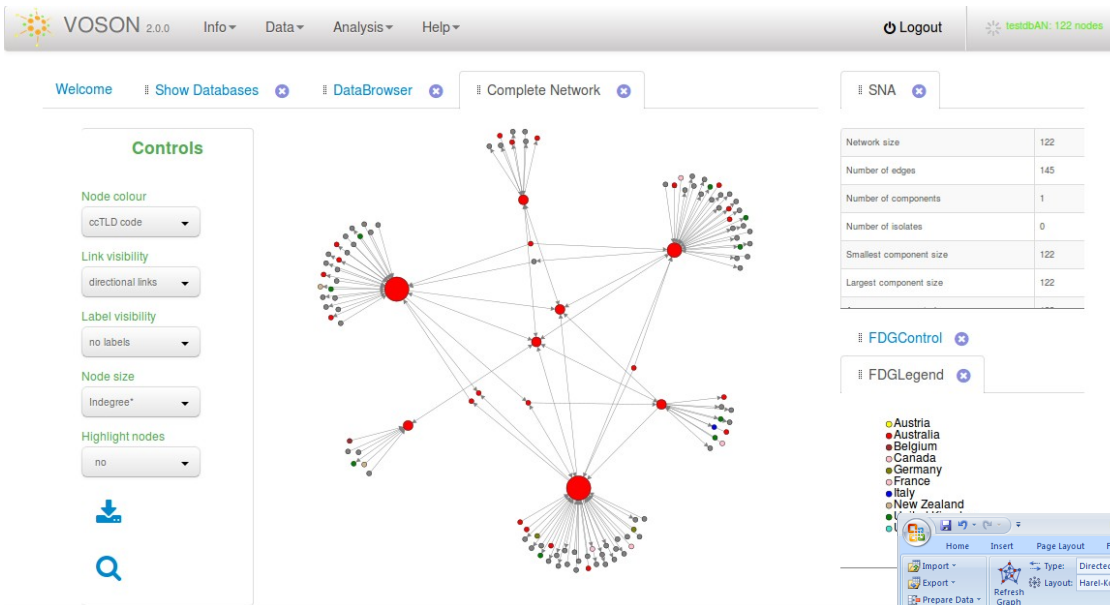 VOSON 2.0.0 Info Data Analysis Help Logout testdbAN: 122 nodes
Welcome Show Databases DataBrowser Complete Network SNA
Controls
Node colour
ccTLD code
Link visibility
directional links
Label visibility
no labels
Node size
Indegree*
Highlight nodes
no
Network size 122
Number of edges 145
Number of components 1
Number of isolates 0
Smallest component size 122
Largest component size 122
FDGControl
FDGLegend
Austria
Australia
Belgium
Canada
Germany
France
Italy
New Zealand
Home Insert Page Layout
Import Type: Directed
Export Layout: Harel-Ko
Prepare Data Refresh
Graph